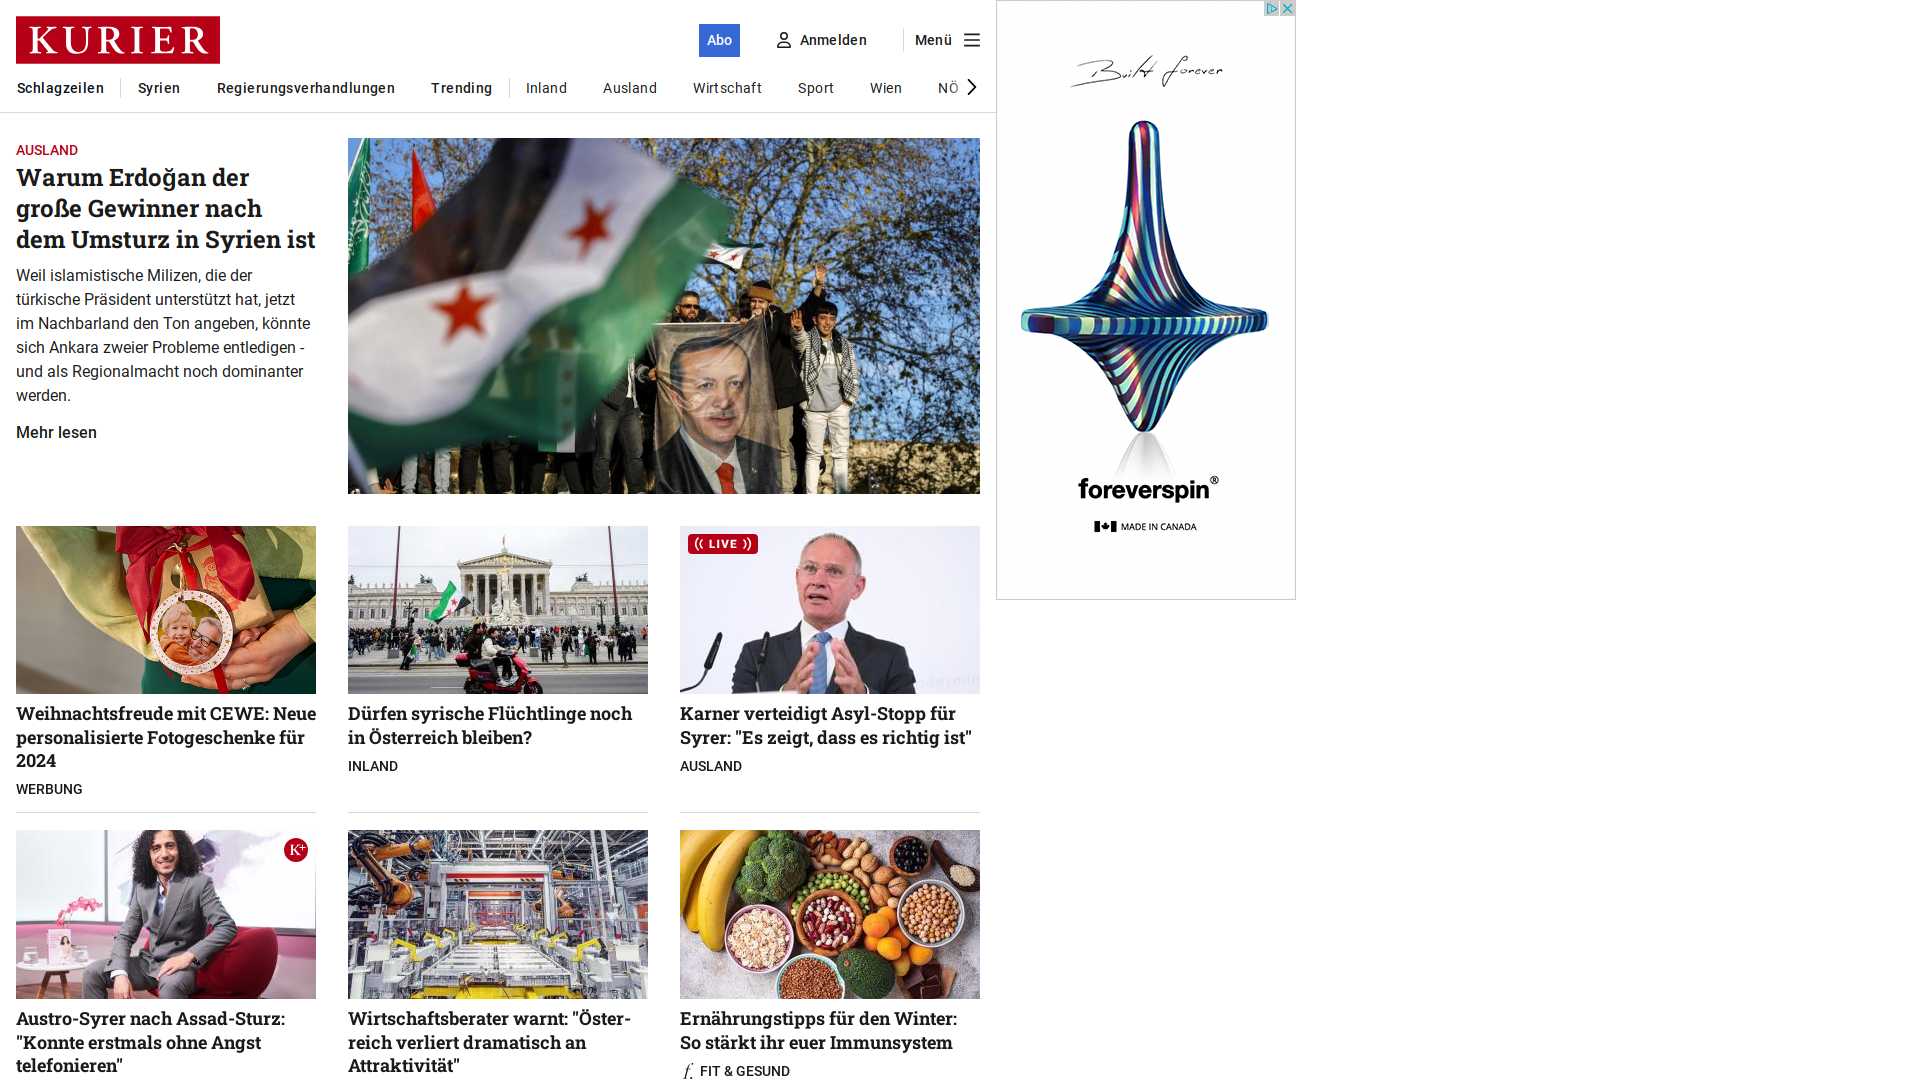 KURIER
Abo
Anmelden
Menü
Schlagzeilen
Syrien
Regierungsverhandlungen
Trending
Inland
Ausland
Wirtschaft
Sport
Wien
NÖ
AUSLAND
Warum Erdoğan der
große Gewinner nach
dem Umsturz in Syrien ist
Weil islamistische Milizen, die der
türkische Präsident unterstützt hat, jetzt
im Nachbarland den Ton angeben, könnte
sich Ankara zweier Probleme entledigen -
und als Regionalmacht noch dominanter
werden.
Mehr lesen
Built forever
foreverspin®
MADE IN CANADA
Weihnachtsfreude mit CEWE: Neue
personalisierte Fotogeschenke für
2024
WERBUNG
Dürfen syrische Flüchtlinge noch
in Österreich bleiben?
INLAND
LIVE
Karner verteidigt Asyl-Stopp für
Syrer: "Es zeigt, dass es richtig ist"
AUSLAND
K+
Austro-Syrer nach Assad-Sturz:
"Konnte erstmals ohne Angst
telefonieren"
Wirtschaftsberater warnt: "Öster-
reich verliert dramatisch an
Attraktivität"
Ernährungstipps für den Winter:
So stärkt ihr euer Immunsystem
f. FIT & GESUND